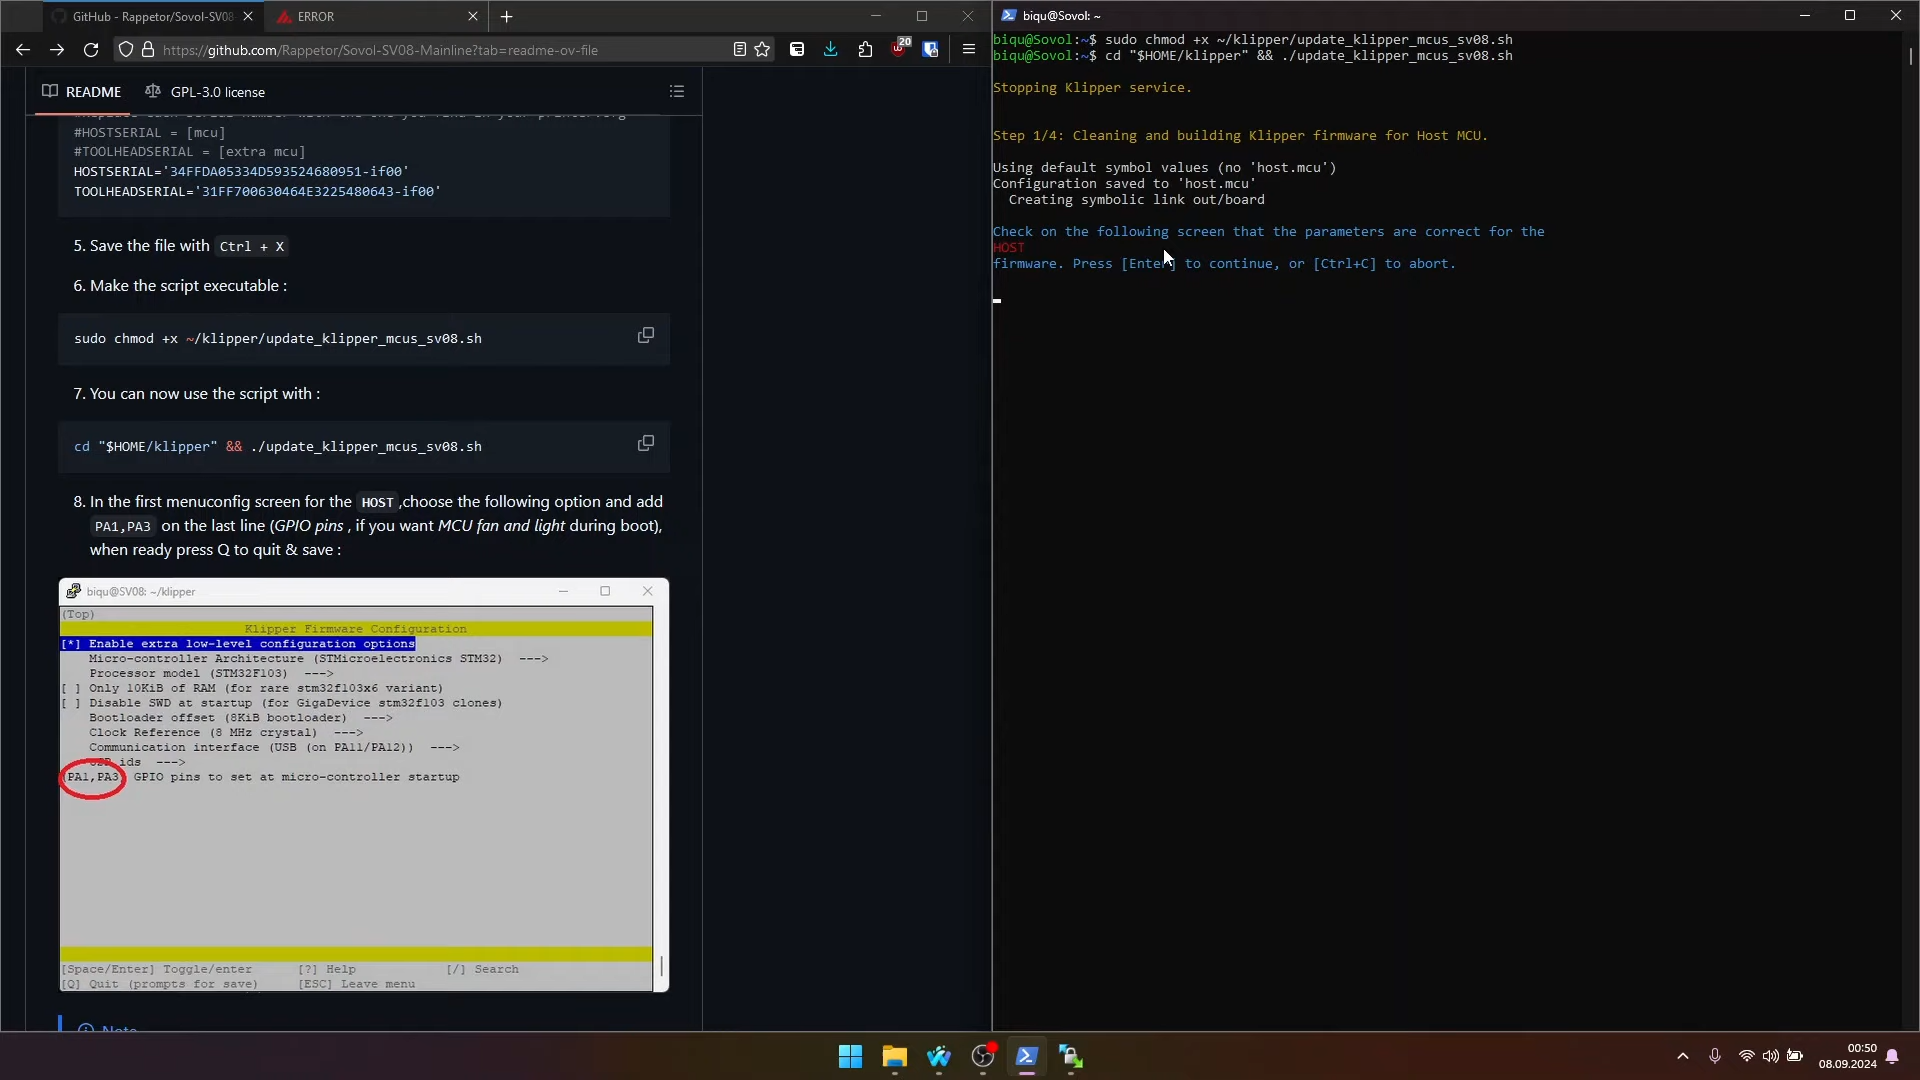 GitHub - Rappetor/Sovol-SV08
ERROR
https://github.com/Rappetor/Sovol-SV08-Mainline?tab=readme-ov-file
20
README
GPL-3.0 license
#HOSTSERIAL = [mcu]
#TOOLHEADSERIAL = [extra mcu]
HOSTSERIAL='34FFDA05334D593524680951-if00'
TOOLHEADSERIAL='31FF700630464E3225480643-if00'
5. Save the file with Ctrl + X
6. Make the script executable :
sudo chmod +x ~/klipper/update_klipper_mcus_sv08.sh
7. You can now use the script with :
cd "$HOME/klipper" && ./update_klipper_mcus_sv08.sh
8. In the first menuconfig screen for the HOST ,choose the following option and add
PA1,PA3 on the last line (GPIO pins , if you want MCU fan and light during boot),
when ready press Q to quit & save :
biqu@SV08: ~/klipper
(Top)
Klipper Firmware Configuration
[*] Enable extra low-level configuration options
Micro-controller Architecture (STMicroelectronics STM32) --->
Processor model (STM32F103) --->
[ ] Only 10KiB of RAM (for rare stm32f103x6 variant)
[ ] Disable SWD at startup (for GigaDevice stm32f103 clones)
Bootloader offset (8KiB bootloader) --->
Clock Reference (8 MHz crystal) --->
Communication interface (USB (on PA11/PA12)) --->
USB ids --->
(PA1,PA3) GPIO pins to set at micro-controller startup
[Space/Enter] Toggle/enter [?] Help [/] Search
[Q] Quit (prompts for save) [ESC] Leave menu
Note
biqu@Sovol: ~
biqu@Sovol:~$ sudo chmod +x ~/klipper/update_klipper_mcus_sv08.sh
biqu@Sovol:~$ cd "$HOME/klipper" && ./update_klipper_mcus_sv08.sh
Stopping Klipper service.
Step 1/4: Cleaning and building Klipper firmware for Host MCU.
Using default symbol values (no 'host.mcu')
Configuration saved to 'host.mcu'
Creating symbolic link out/board
Check on the following screen that the parameters are correct for the
HOST
firmware. Press [Enter] to continue, or [Ctrl+C] to abort.
00:50
08.09.2024